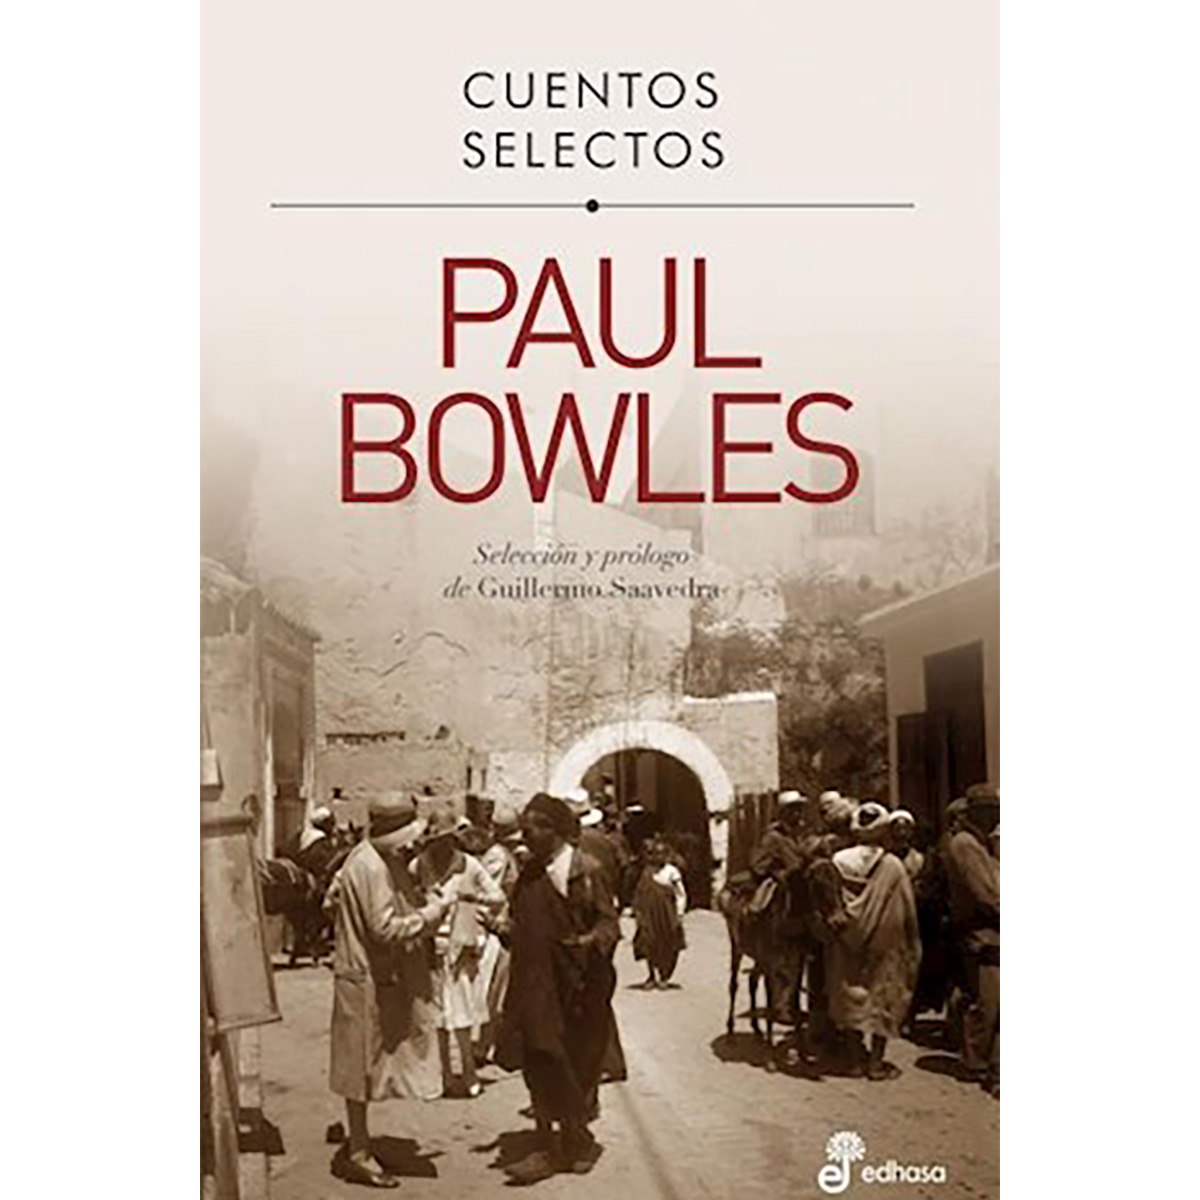 CUENTOS
SELECTOS
PAUL
BOWLES
Selección y prólogo
de Guillermo Saavedra
edhasa